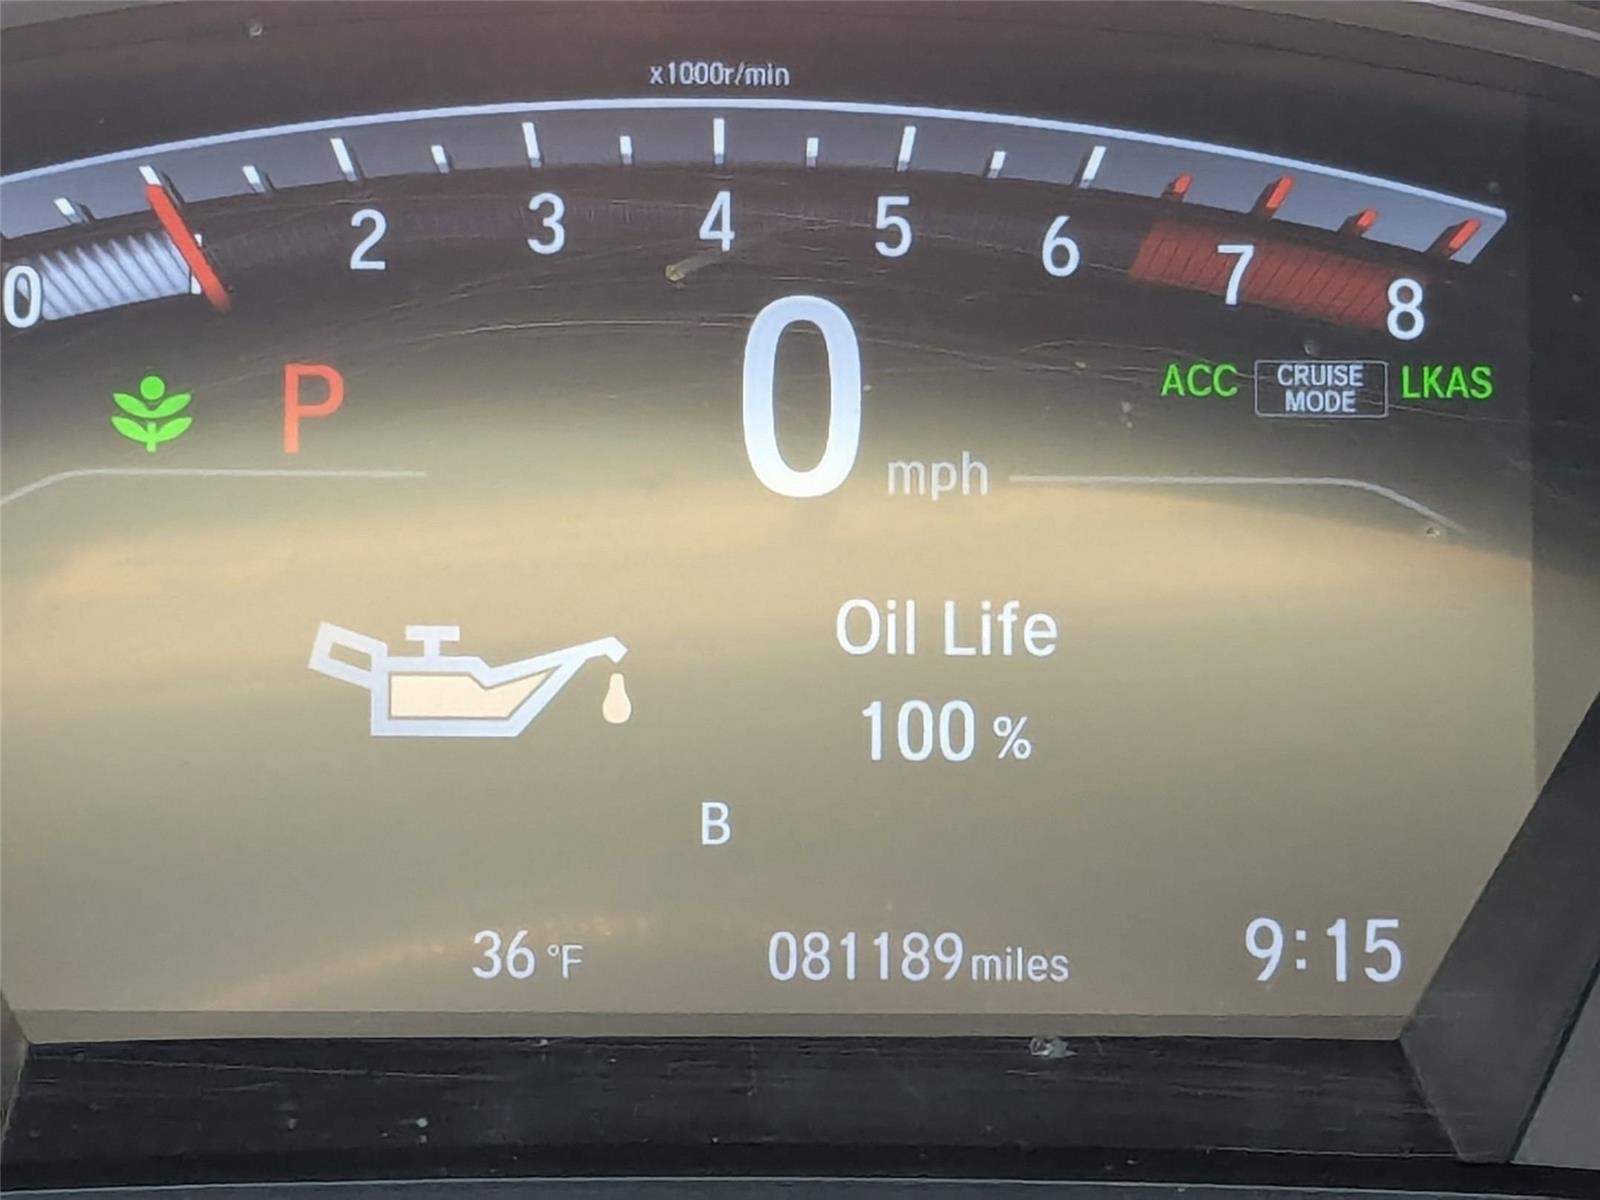 x1000r/min
0 2 3 4 5 6 7 8
P 0 mph ACC CRUISE MODE LKAS
Oil Life
100 %
B
36 °F 081189 miles 9:15